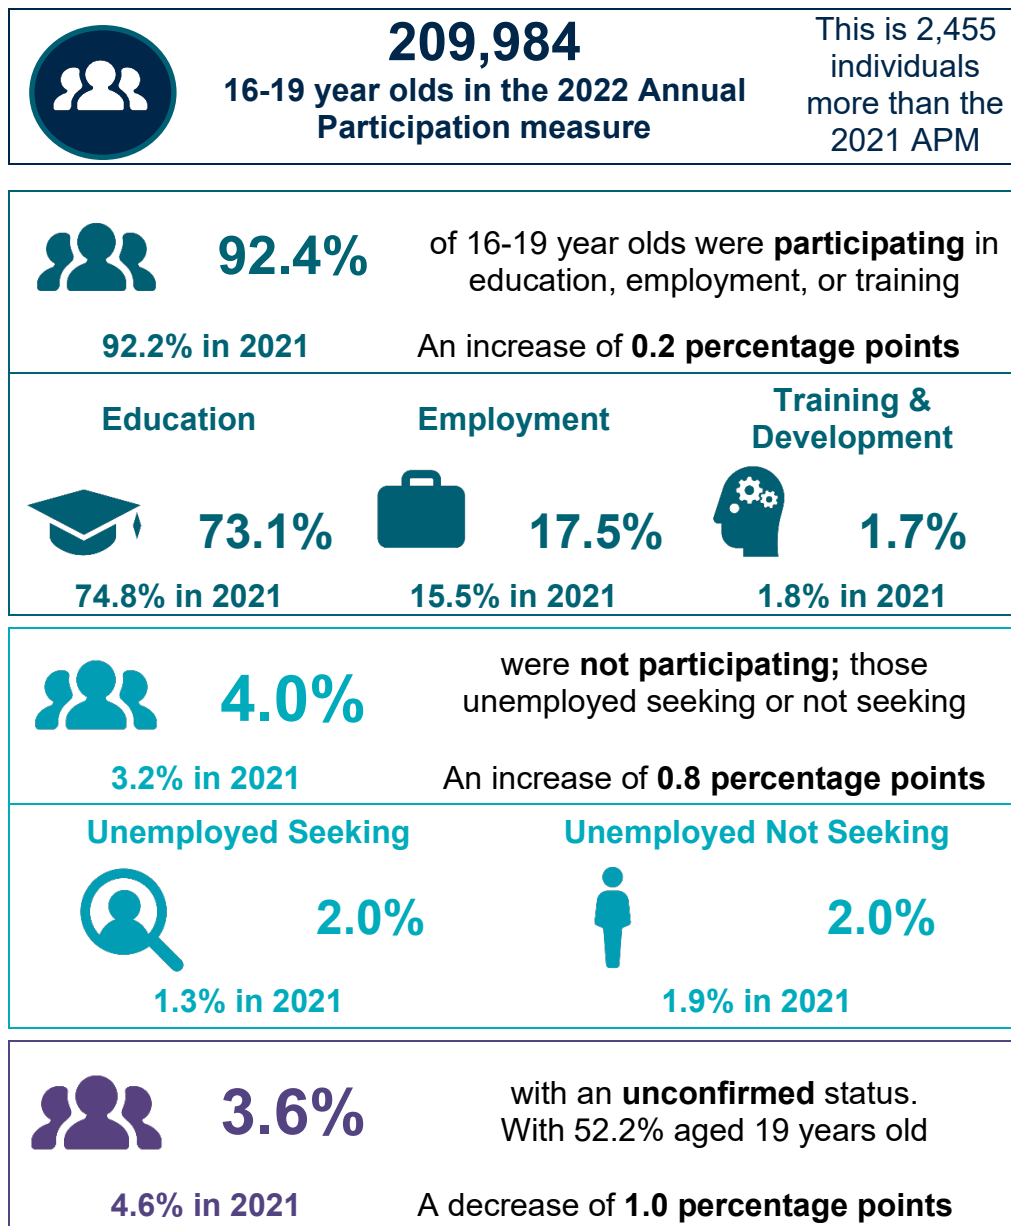 209,984
16-19 year olds in the 2022 Annual
Participation measure
This is 2,455
individuals
more than the
2021 APM
92.4%
of 16-19 year olds were participating in
education, employment, or training
92.2% in 2021
An increase of 0.2 percentage points
Education
Employment
Training &
Development
73.1%
17.5%
1.7%
74.8% in 2021
15.5% in 2021
1.8% in 2021
4.0%
were not participating; those
unemployed seeking or not seeking
3.2% in 2021
An increase of 0.8 percentage points
Unemployed Seeking
Unemployed Not Seeking
2.0%
2.0%
1.3% in 2021
1.9% in 2021
3.6%
with an unconfirmed status.
With 52.2% aged 19 years old
4.6% in 2021
A decrease of 1.0 percentage points